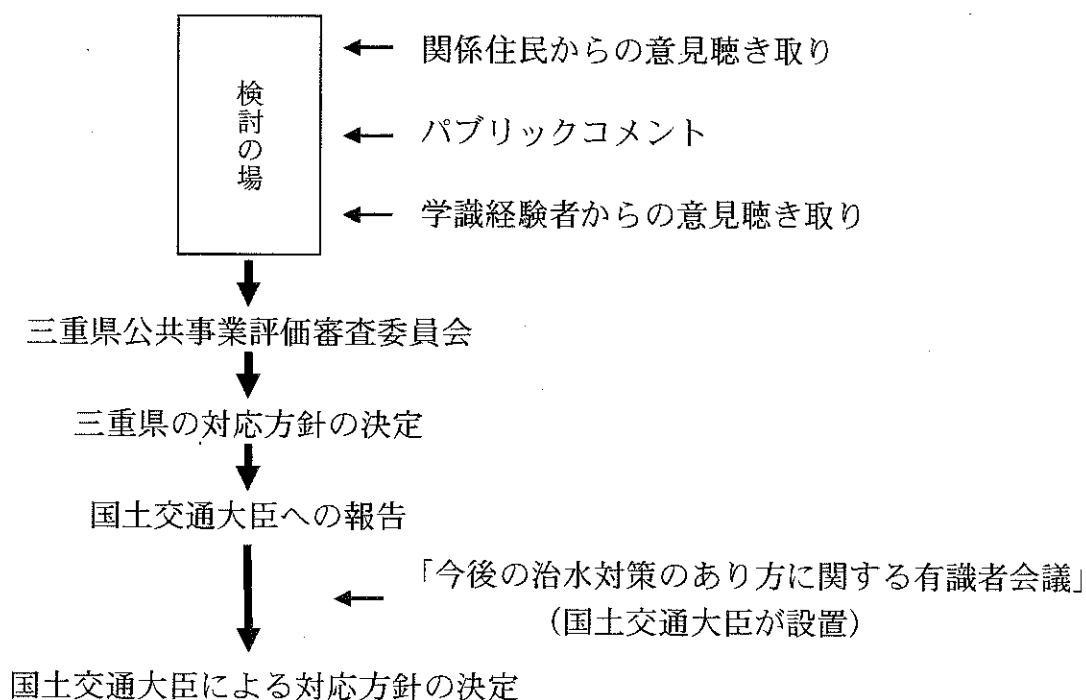 検討の場
関係住民からの意見聴き取り
パブリックコメント
学識経験者からの意見聴き取り
三重県公共事業評価審査委員会
三重県の対応方針の決定
国土交通大臣への報告
「今後の治水対策のあり方に関する有識者会議」
（国土交通大臣が設置）
国土交通大臣による対応方針の決定